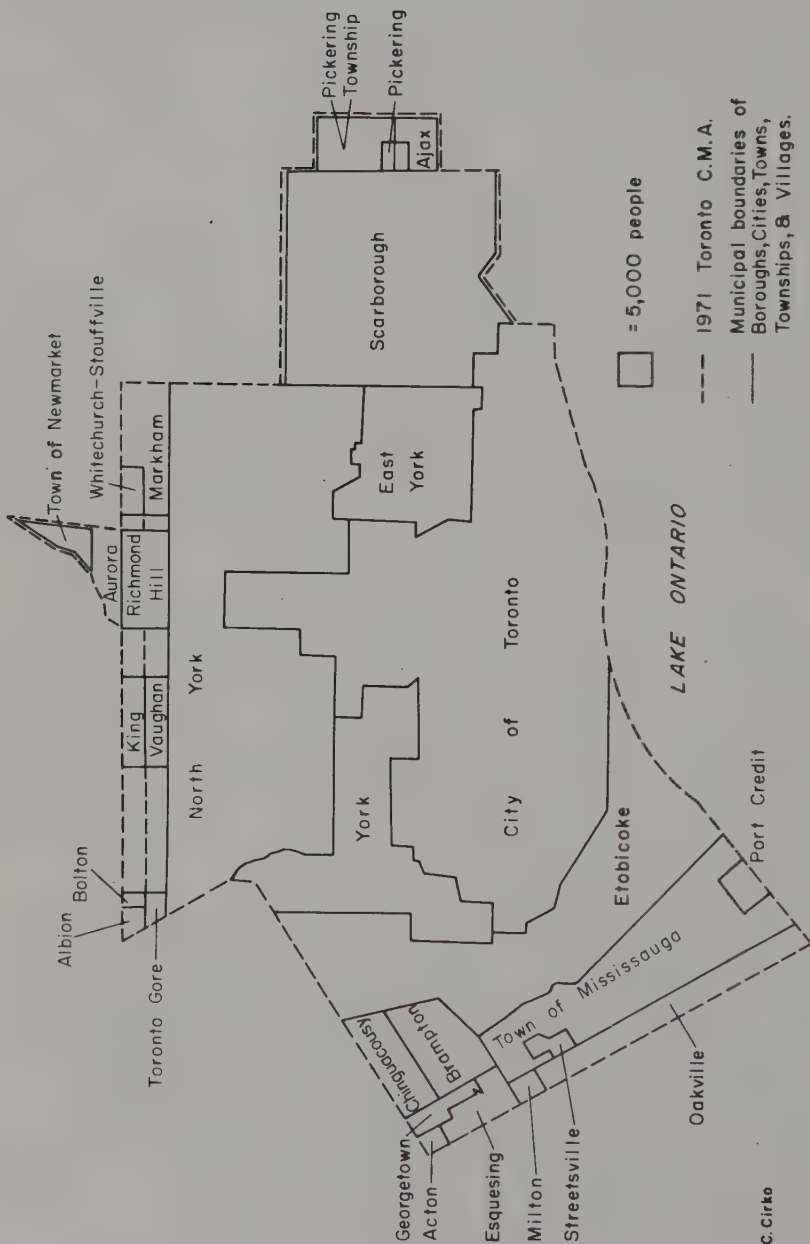 Town of Newmarket
Whitechurch-Stouffville
Aurora
Richmond
Hill
Markham
King
Vaughan
Albion
Bolton
Toronto Gore
North York
Pickering
Township
Pickering
Ajax
Scarborough
East
York
York
City of Toronto
Etobicoke
Chinguacousy
Brampton
Georgetown
Acton
Esquesing
Milton
Streetsville
Town of Mississauga
Oakville
Port Credit
LAKE ONTARIO
= 5,000 people
1971 Toronto C.M.A.
Municipal boundaries of
Boroughs, Cities, Towns,
Townships, & Villages.
C. Cirko